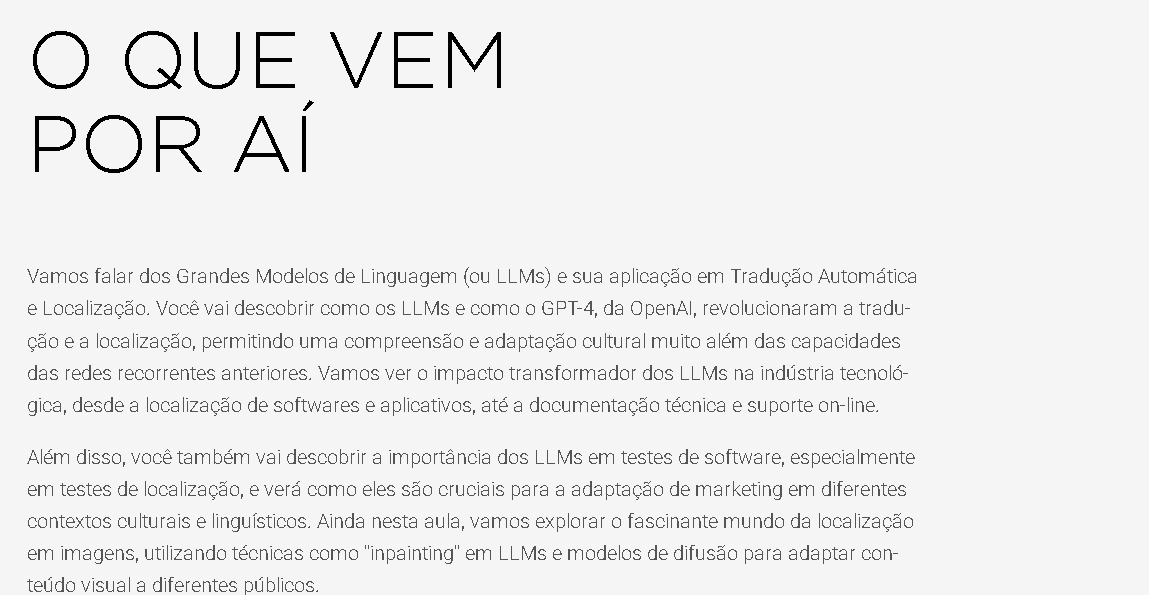 O QUE VEM
POR AÍ
Vamos falar dos Grandes Modelos de Linguagem (ou LLMs) e sua aplicação em Tradução Automática
e Localização. Você vai descobrir como os LLMs e como o GPT-4, da OpenAI, revolucionaram a tradu-
ção e a localização, permitindo uma compreensão e adaptação cultural muito além das capacidades
das redes recorrentes anteriores. Vamos ver o impacto transformador dos LLMs na indústria tecnoló-
gica, desde a localização de softwares e aplicativos, até a documentação técnica e suporte on-line.
Além disso, você também vai descobrir a importância dos LLMs em testes de software, especialmente
em testes de localização, e verá como eles são cruciais para a adaptação de marketing em diferentes
contextos culturais e linguísticos. Ainda nesta aula, vamos explorar o fascinante mundo da localização
em imagens, utilizando técnicas como "inpainting" em LLMs e modelos de difusão para adaptar con-
teúdo visual a diferentes públicos.